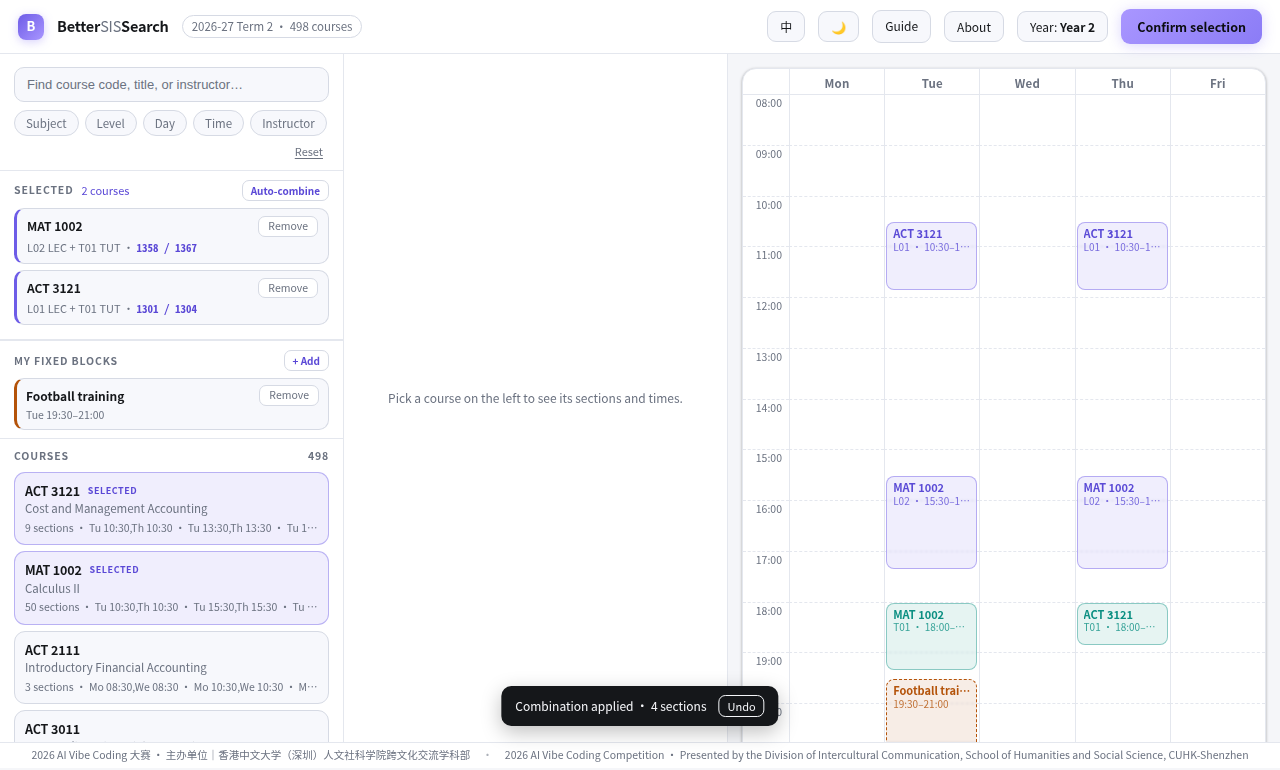 B BetterSISSearch
2026-27 Term 2 • 498 courses
中
Guide
About
Year: Year 2
Confirm selection
Find course code, title, or instructor…
Subject
Level
Day
Time
Instructor
Reset
SELECTED 2 courses
Auto-combine
MAT 1002
Remove
L02 LEC + T01 TUT • 1358 / 1367
ACT 3121
Remove
L01 LEC + T01 TUT • 1301 / 1304
MY FIXED BLOCKS
+ Add
Football training
Remove
Tue 19:30–21:00
COURSES 498
ACT 3121 SELECTED
Cost and Management Accounting
9 sections • Tu 10:30,Th 10:30 • Tu 13:30,Th 13:30 • Tu 1…
MAT 1002 SELECTED
Calculus II
50 sections • Tu 10:30,Th 10:30 • Tu 15:30,Th 15:30 • Tu …
ACT 2111
Introductory Financial Accounting
3 sections • Mo 08:30,We 08:30 • Mo 10:30,We 10:30 • M…
ACT 3011
Pick a course on the left to see its sections and times.
Mon Tue Wed Thu Fri
08:00
09:00
10:00
ACT 3121
L01 • 10:30–1…
ACT 3121
L01 • 10:30–1…
11:00
12:00
13:00
14:00
15:00
MAT 1002
L02 • 15:30–1…
MAT 1002
L02 • 15:30–1…
16:00
17:00
18:00
MAT 1002
T01 • 18:00–…
ACT 3121
T01 • 18:00–…
19:00
Football trai…
19:30–21:00
Combination applied • 4 sections
Undo
2026 AI Vibe Coding 大赛 • 主办单位｜香港中文大学（深圳）人文社科学院跨文化交流学科部 • 2026 AI Vibe Coding Competition • Presented by the Division of Intercultural Communication, School of Humanities and Social Science, CUHK-Shenzhen